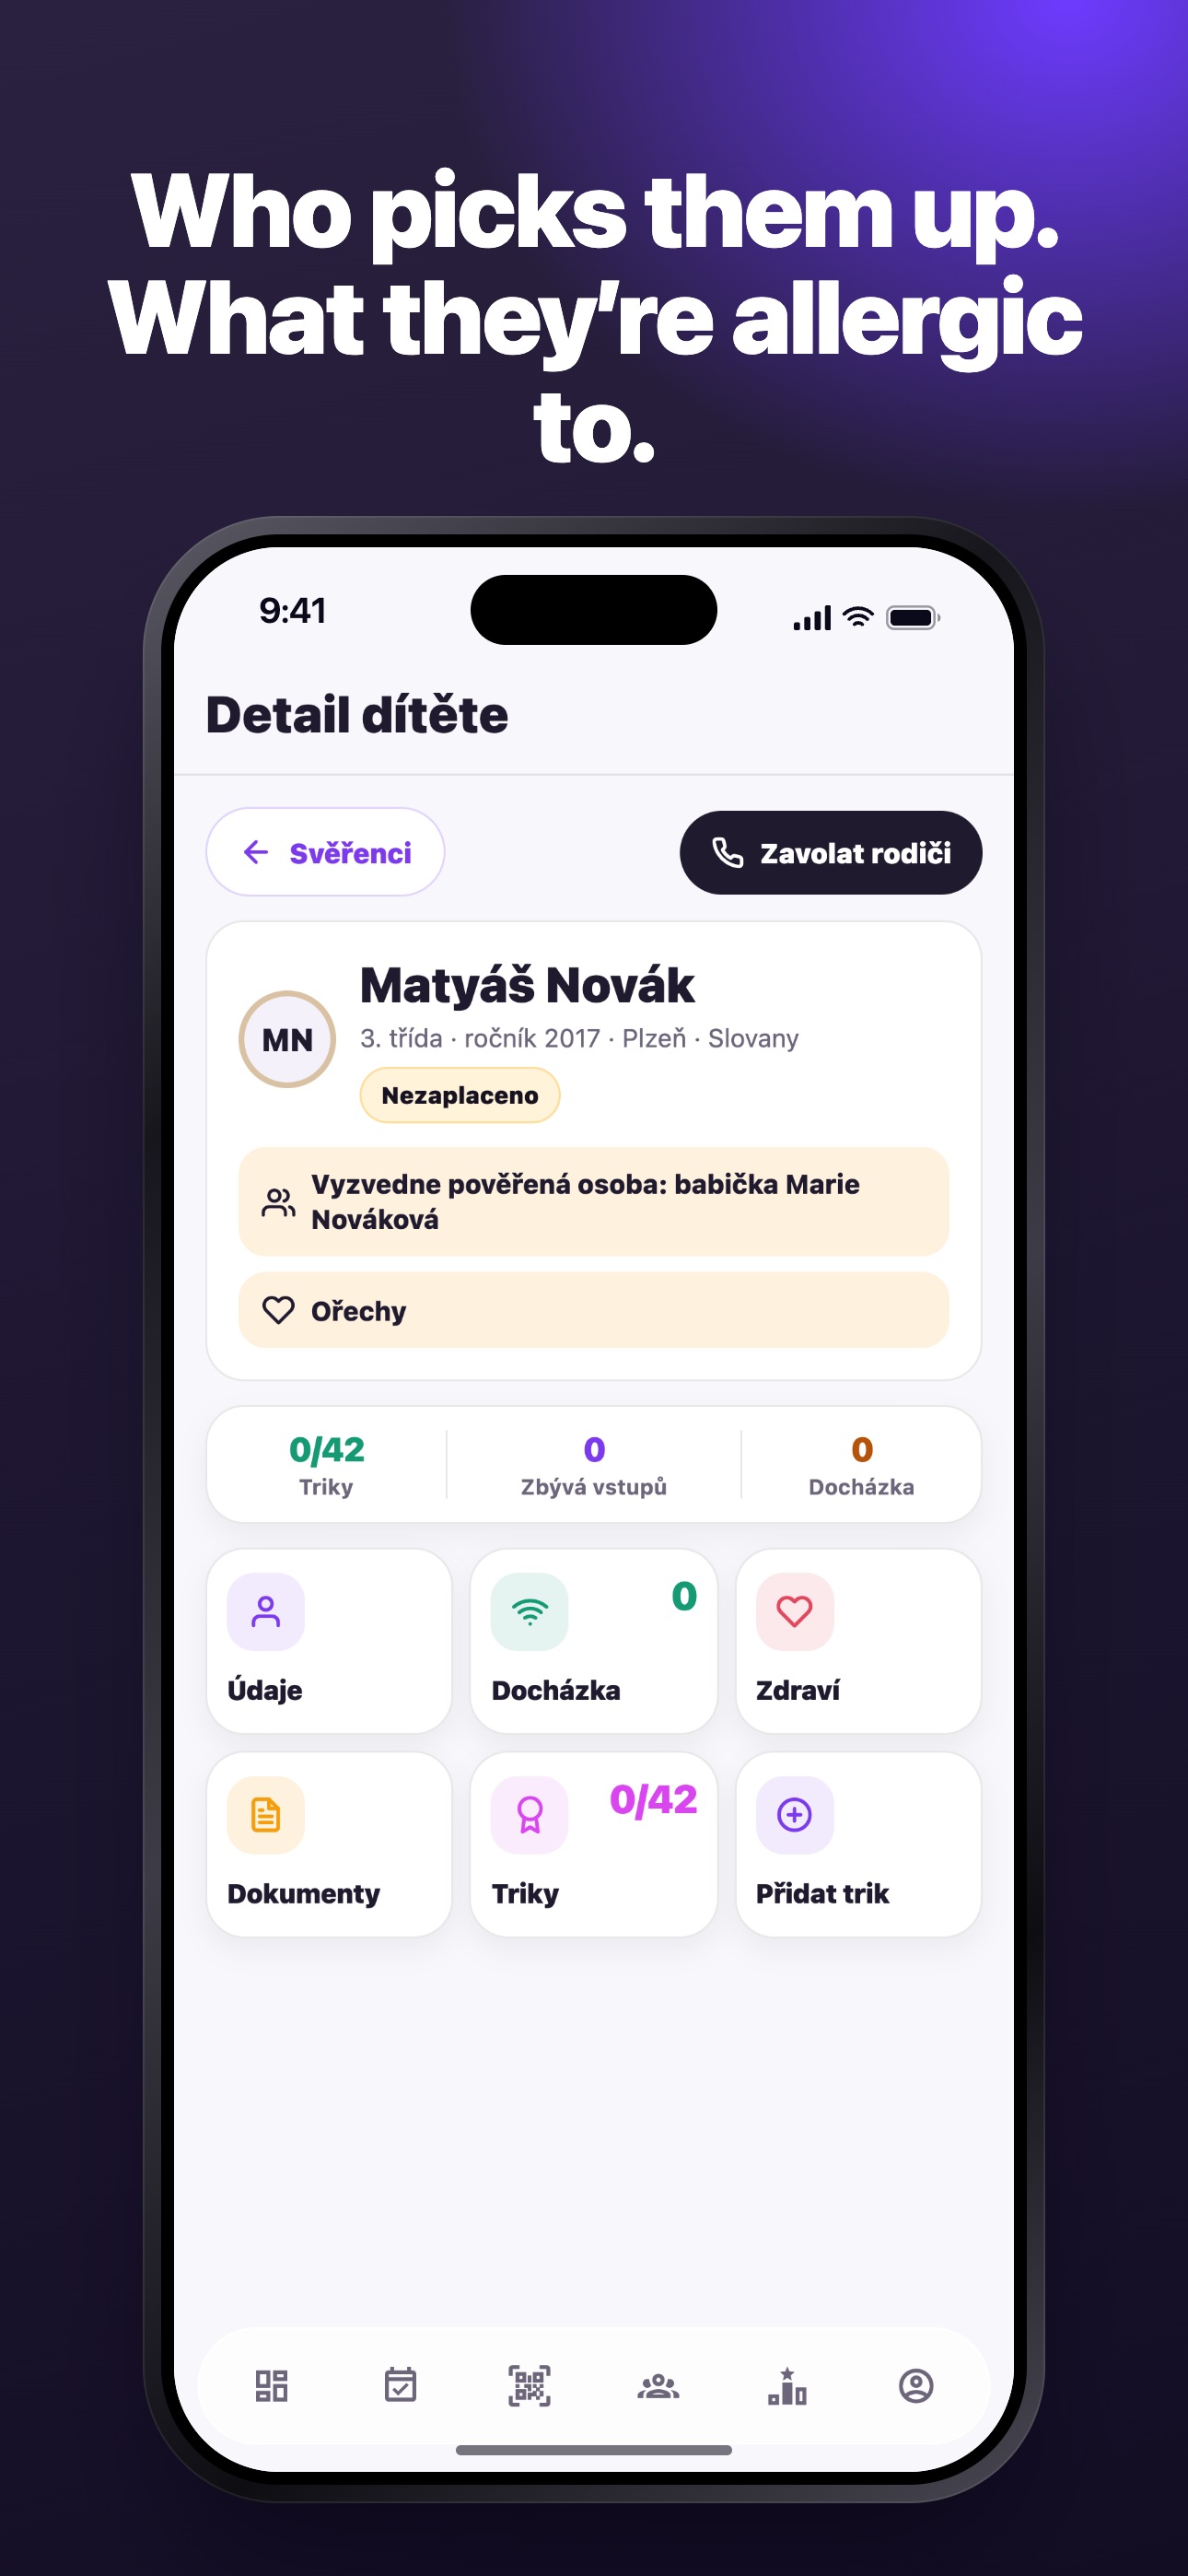 Who picks them up.
What they’re allergic
to.
9:41
Detail dítěte
Svěřenci
Zavolat rodiči
MN
Matyáš Novák
3. třída · ročník 2017 · Plzeň · Slovany
Nezaplaceno
Vyzvedne pověřená osoba: babička Marie
Nováková
Ořechy
0/42
Triky
0
Zbývá vstupů
0
Docházka
Údaje
0
Docházka
Zdraví
Dokumenty
0/42
Triky
Přidat trik